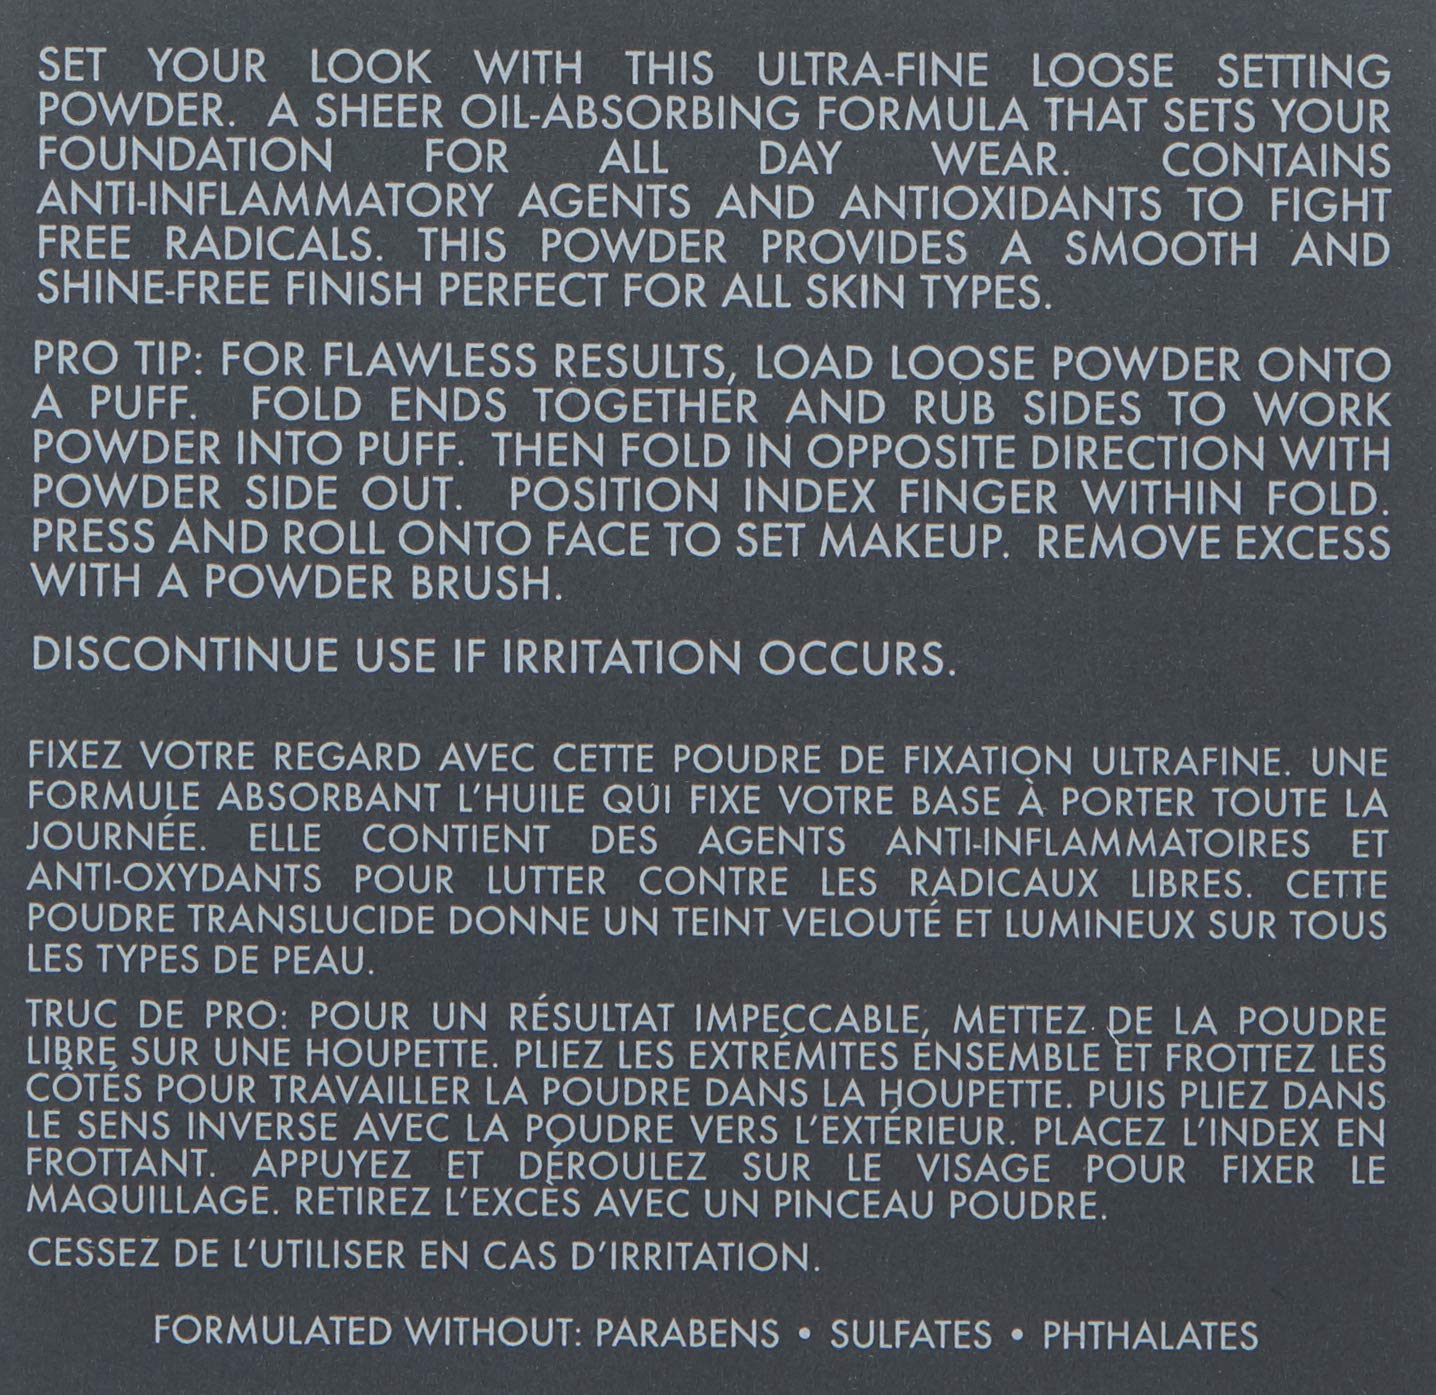 SET YOUR LOOK WITH THIS ULTRA-FINE LOOSE SETTING
POWDER. A SHEER OIL-ABSORBING FORMULA THAT SETS YOUR
FOUNDATION FOR ALL DAY WEAR. CONTAINS
ANTI-INFLAMMATORY AGENTS AND ANTIOXIDANTS TO FIGHT
FREE RADICALS. THIS POWDER PROVIDES A SMOOTH AND
SHINE-FREE FINISH PERFECT FOR ALL SKIN TYPES.
PRO TIP: FOR FLAWLESS RESULTS, LOAD LOOSE POWDER ONTO
A PUFF. FOLD ENDS TOGETHER AND RUB SIDES TO WORK
POWDER INTO PUFF. THEN FOLD IN OPPOSITE DIRECTION WITH
POWDER SIDE OUT. POSITION INDEX FINGER WITHIN FOLD.
PRESS AND ROLL ONTO FACE TO SET MAKEUP. REMOVE EXCESS
WITH A POWDER BRUSH.
DISCONTINUE USE IF IRRITATION OCCURS.
FIXEZ VOTRE REGARD AVEC CETTE POUDRE DE FIXATION ULTRAFINE. UNE
FORMULE ABSORBANT L'HUILE QUI FIXE VOTRE BASE À PORTER TOUTE LA
JOURNÉE. ELLE CONTIENT DES AGENTS ANTI-INFLAMMATOIRES ET
ANTI-OXYDANTS POUR LUTTER CONTRE LES RADICAUX LIBRES. CETTE
POUDRE TRANSLUCIDE DONNE UN TEINT VELOUTÉ ET LUMINEUX SUR TOUS
LES TYPES DE PEAU.
TRUC DE PRO: POUR UN RÉSULTAT IMPECCABLE, METTEZ DE LA POUDRE
LIBRE SUR UNE HOUPETTE. PLIEZ LES EXTRÉMITES ENSEMBLE ET FROTTEZ LES
CÔTÉS POUR TRAVAILLER LA POUDRE DANS LA HOUPETTE. PUIS PLIEZ DANS
LE SENS INVERSE AVEC LA POUDRE VERS L'EXTÉRIEUR. PLACEZ L'INDEX EN
FROTTANT. APPUYEZ ET DÉROULEZ SUR LE VISAGE POUR FIXER LE
MAQUILLAGE. RETIREZ L'EXCÈS AVEC UN PINCEAU POUDRE.
CESSEZ DE L'UTILISER EN CAS D'IRRITATION.
FORMULATED WITHOUT: PARABENS • SULFATES • PHTHALATES